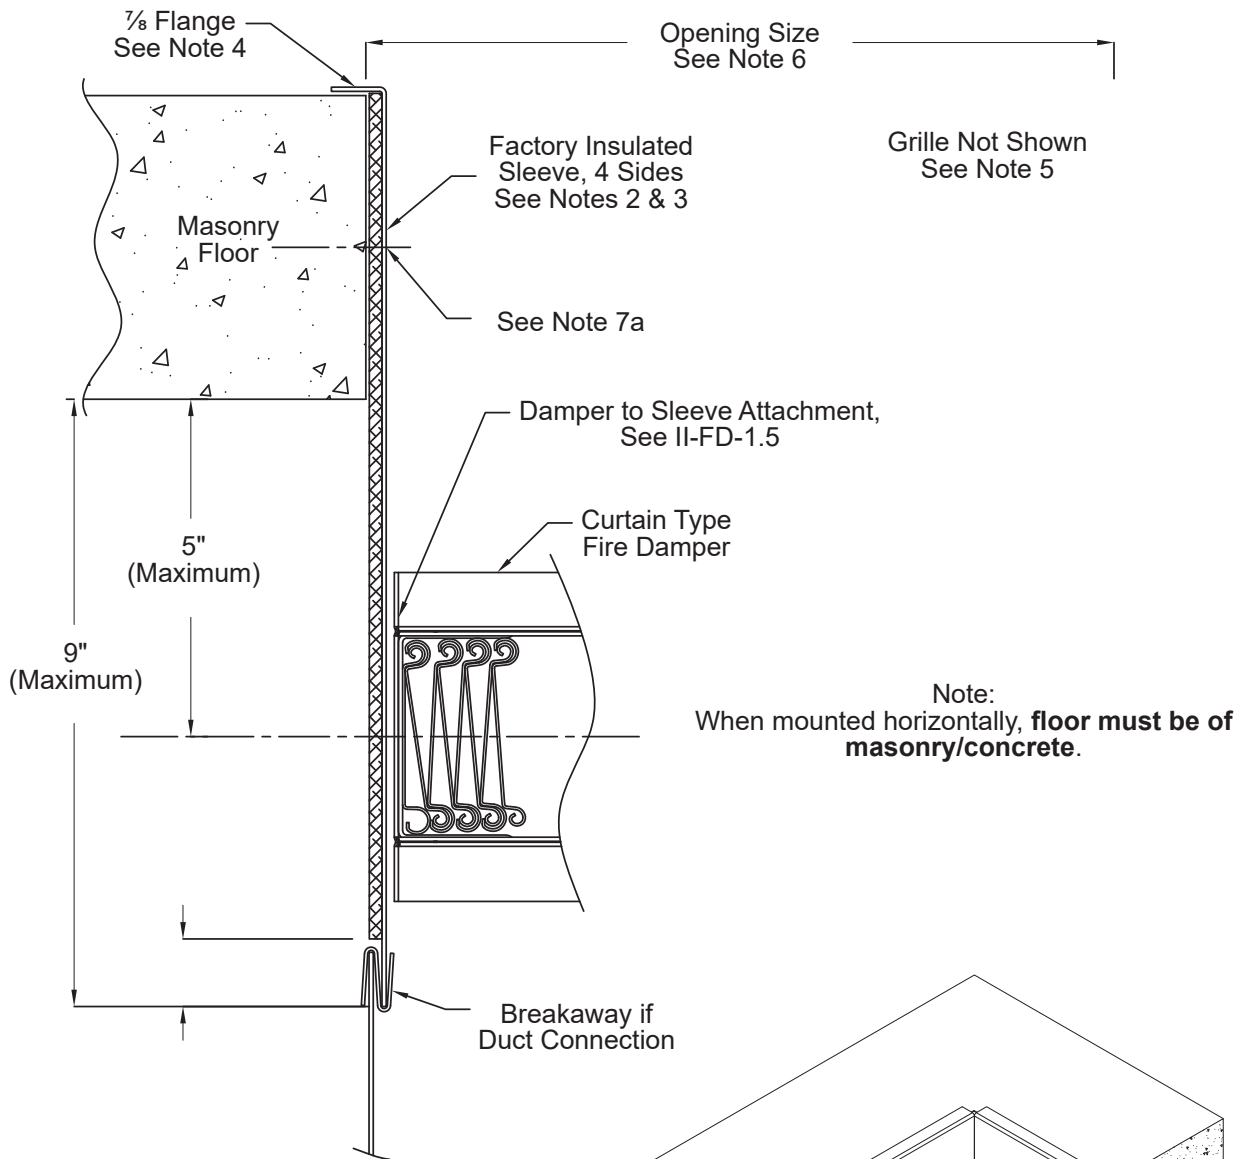 ⅞ Flange
See Note 4
Opening Size
See Note 6
Factory Insulated
Sleeve, 4 Sides
See Notes 2 & 3
Grille Not Shown
See Note 5
Masonry
Floor
See Note 7a
Damper to Sleeve Attachment,
See II-FD-1.5
Curtain Type
Fire Damper
5"
(Maximum)
9"
(Maximum)
Note:
When mounted horizontally, floor must be of
masonry/concrete.
Breakaway if
Duct Connection